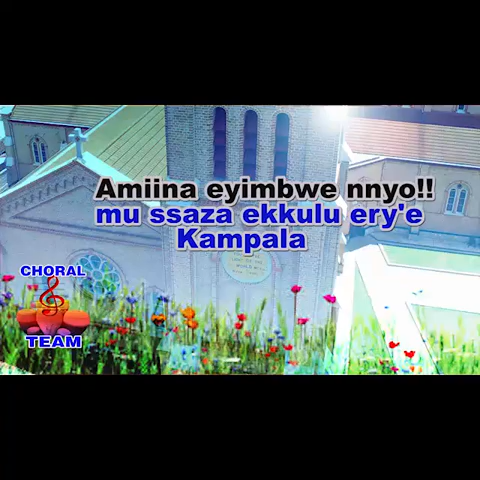 Amiina eyimbwe nnyo!!
mu ssaza ekkulu ery'e
Kampala
CHORAL
TEAM